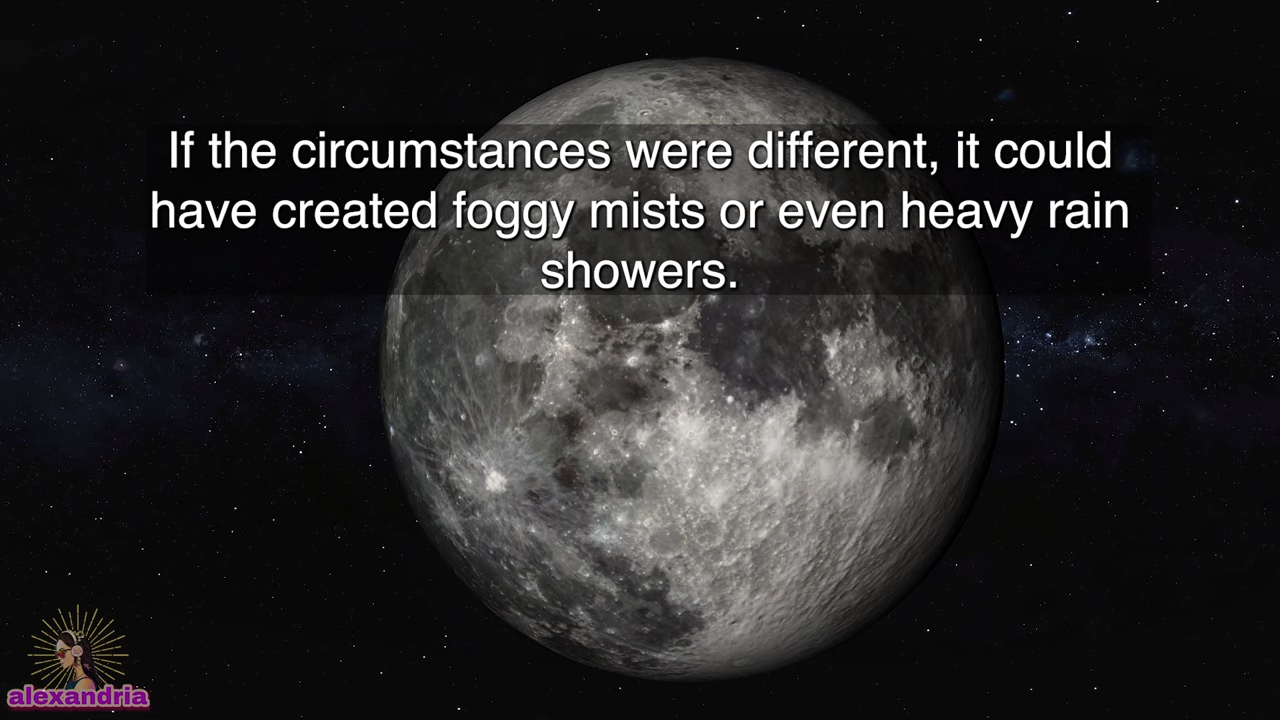 If the circumstances were different, it could
have created foggy mists or even heavy rain
showers.
alexandria